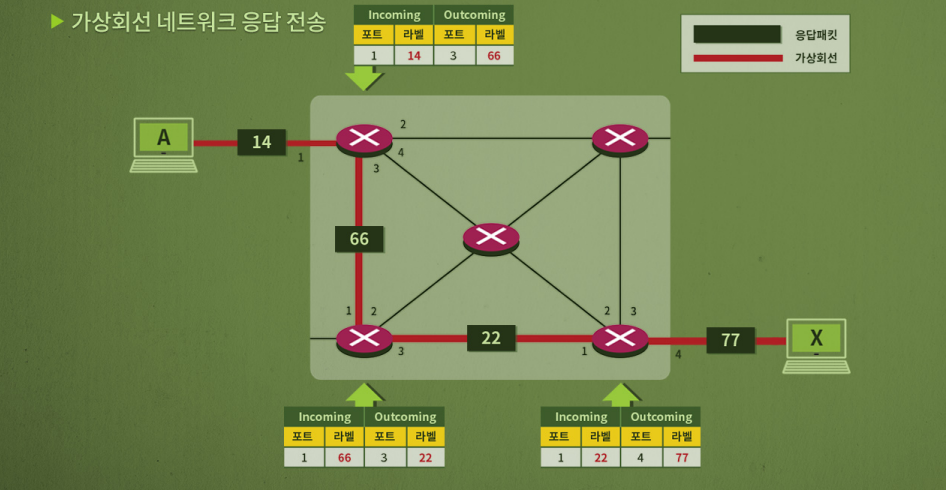 ▶ 가상회선 네트워크 응답 전송
Incoming Outcoming
포트 라벨 포트 라벨
1 14 3 66
응답패킷
가상회선
A
14
1
2
4
3
66
1 2
3
22
2 3
1
4
77
X
Incoming Outcoming
포트 라벨 포트 라벨
1 66 3 22
Incoming Outcoming
포트 라벨 포트 라벨
1 22 4 77